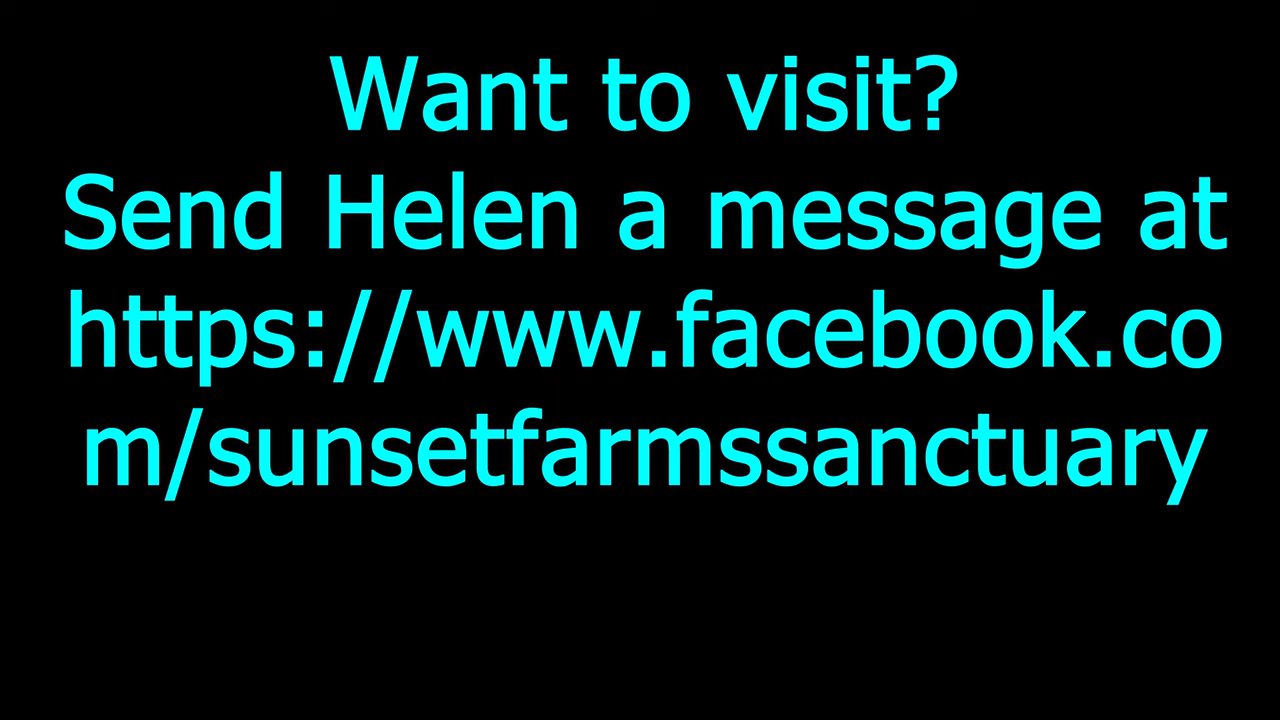 Want to visit?
Send Helen a message at
https://www.facebook.co
m/sunsetfarmssanctuary